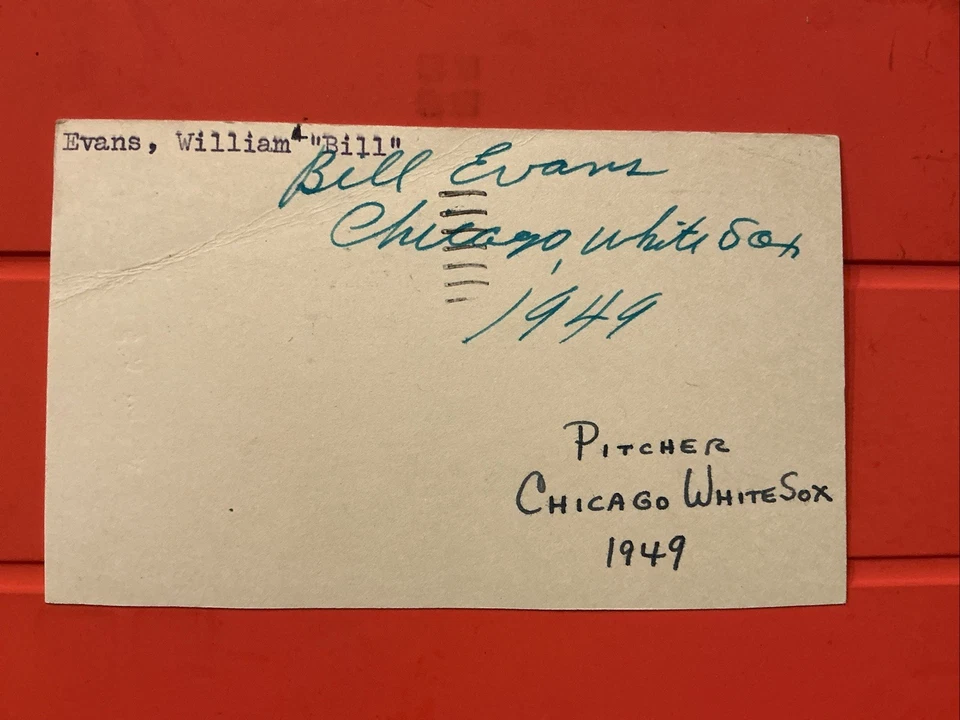 Evans, William "Bill"
Bill Evans
Chicago, White Sox
1949
PITCHER
CHICAGO WHITE SOX
1949